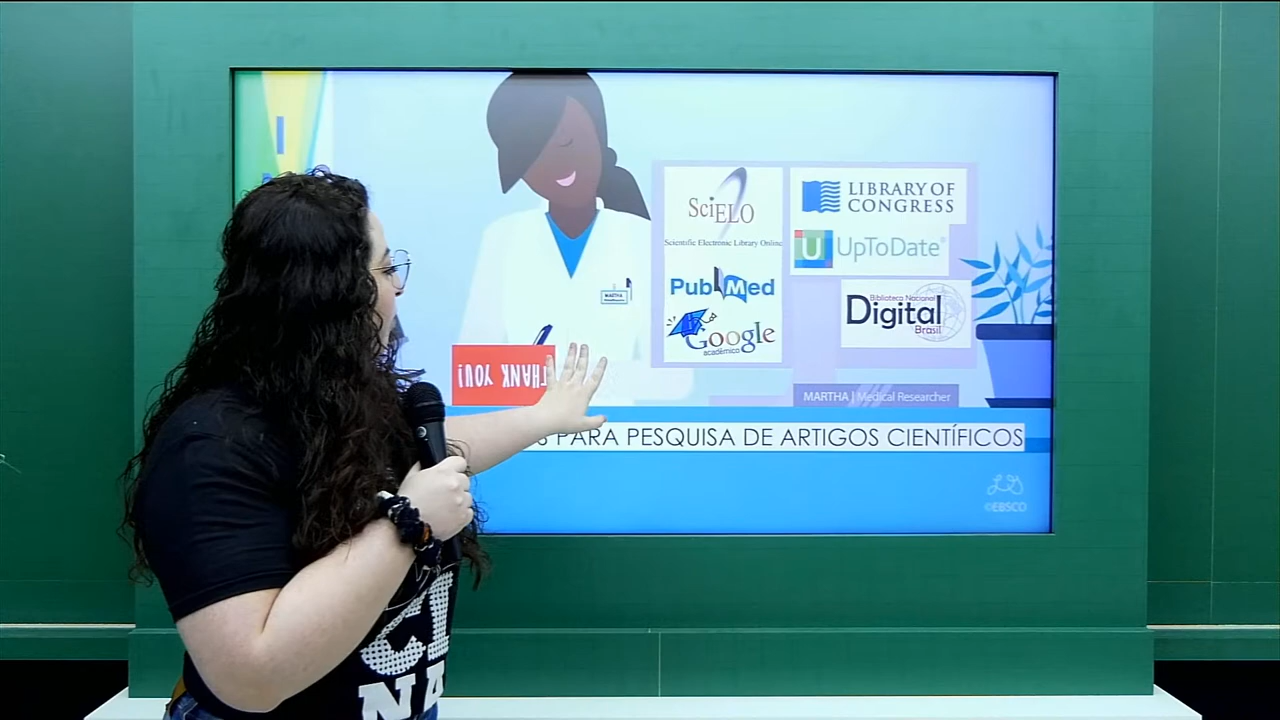 SciELO
Scientific Electronic Library Online
PubMed
Google
acadêmico
LIBRARY OF
CONGRESS
UpToDate®
Biblioteca Nacional
Digital
Brasil
MARTHA
THANK YOU!
MARTHA | Medical Researcher
PARA PESQUISA DE ARTIGOS CIENTÍFICOS
©EBSCO